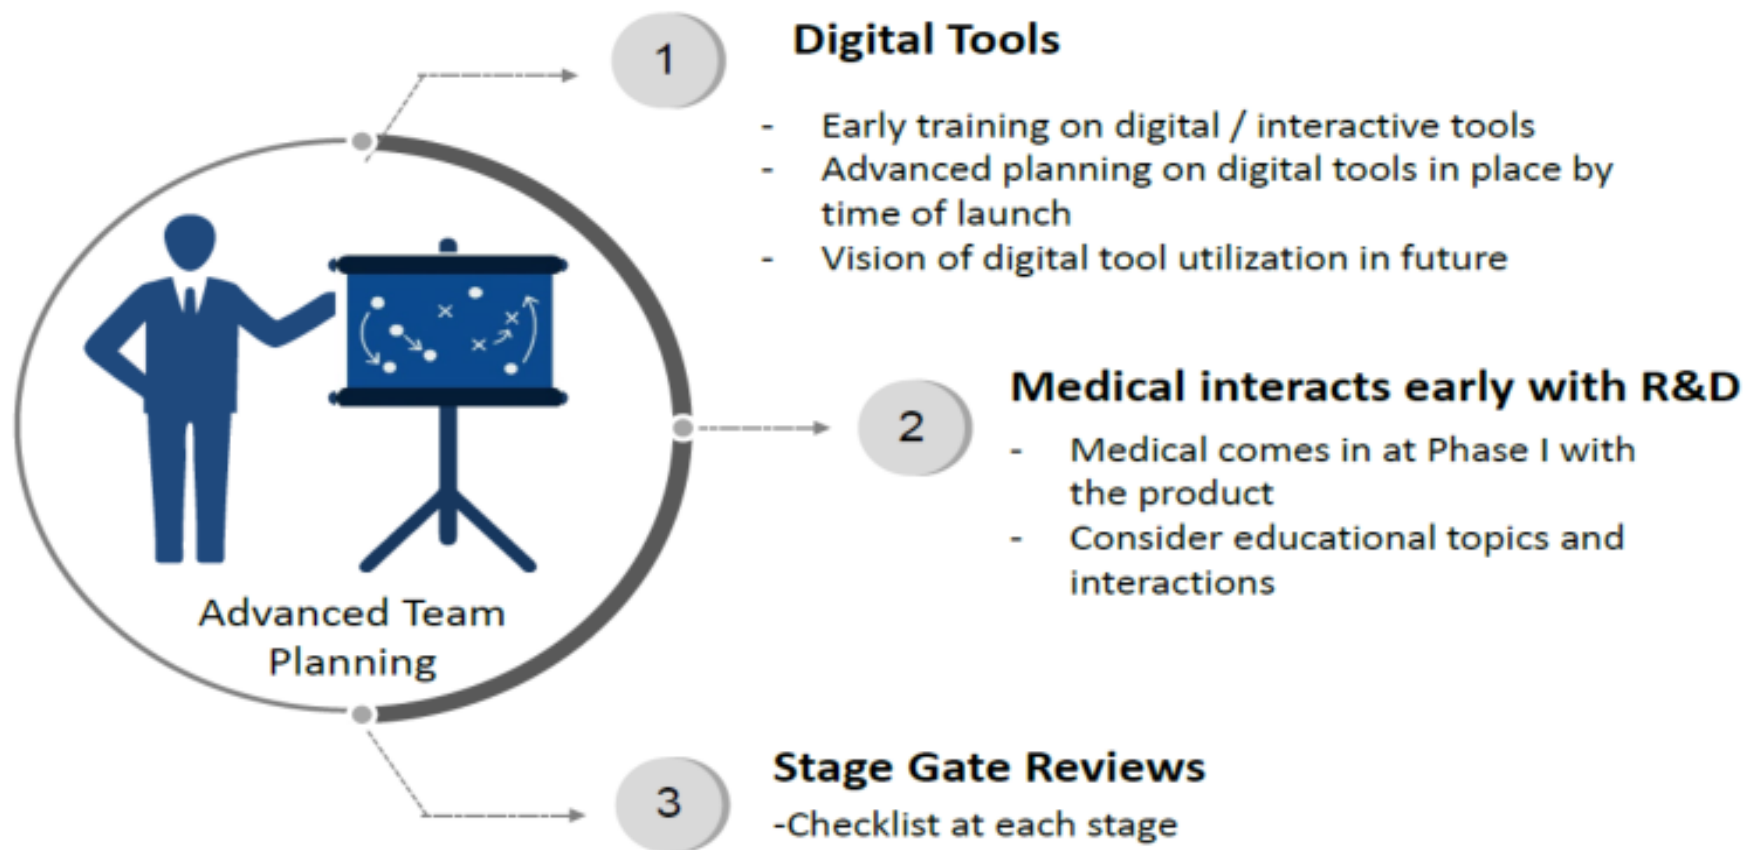 1
Digital Tools
- Early training on digital / interactive tools
- Advanced planning on digital tools in place by
time of launch
- Vision of digital tool utilization in future
2
Medical interacts early with R&D
- Medical comes in at Phase I with
the product
- Consider educational topics and
interactions
Advanced Team
Planning
3
Stage Gate Reviews
-Checklist at each stage